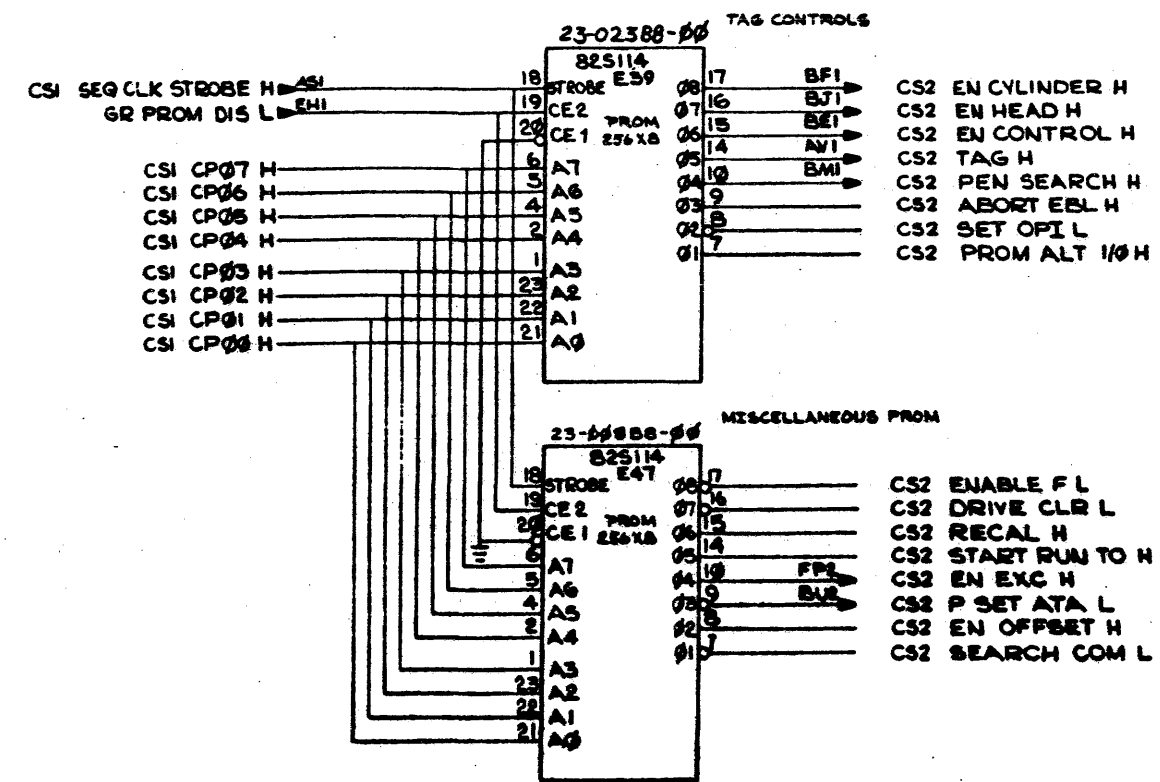 TAG CONTROLS
23-023B8-ØØ
82S114
E39
CS1 SEQ CLK STROBE H AS1 18 STROBE Ø8 17 BF1 CS2 EN CYLINDER H
GR PROM DIS L EH1 19 CE2 Ø7 16 BJ1 CS2 EN HEAD H
20 CE1 PROM 256X8 Ø6 15 BE1 CS2 EN CONTROL H
CS1 CPØ7 H 6 A7 Ø5 14 AV1 CS2 TAG H
CS1 CPØ6 H 5 A6 Ø4 1Ø BM1 CS2 PEN SEARCH H
CS1 CPØ5 H 4 A5 Ø3 9 CS2 ABORT EBL H
CS1 CPØ4 H 2 A4 Ø2 8 CS2 SET OPI L
Ø1 7 CS2 PROM ALT I/Ø H
CS1 CPØ3 H 1 A3
CS1 CPØ2 H 23 A2
CS1 CPØ1 H 22 A1
CS1 CPØØ H 21 AØ
MISCELLANEOUS PROM
82S114
E47
18 STROBE Ø8 17 CS2 ENABLE F L
19 CE2 Ø7 16 CS2 DRIVE CLR L
20 CE1 PROM 256X8 Ø6 15 CS2 RECAL H
6 A7 Ø5 14 CS2 START RUN TO H
5 A6 Ø4 1Ø FP2 CS2 EN EXC H
4 A5 Ø3 9 BU2 CS2 P SET ATA L
2 A4 Ø2 8 CS2 EN OFFSET H
Ø1 7 CS2 SEARCH COM L
1 A3
23 A2
22 A1
21 AØ